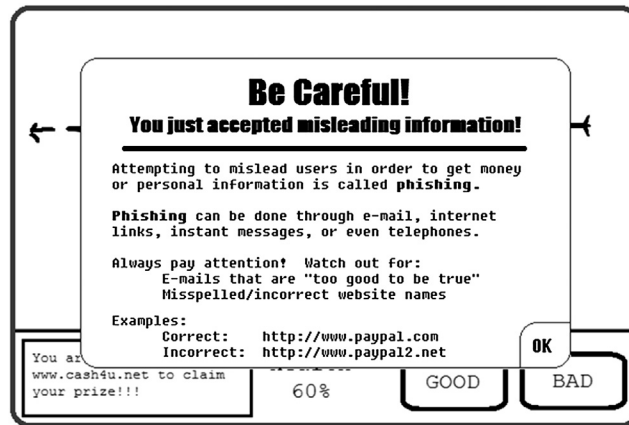 Be Careful!
You just accepted misleading information!
Attempting to mislead users in order to get money
or personal information is called phishing.
Phishing can be done through e-mail, internet
links, instant messages, or even telephones.
Always pay attention! Watch out for:
E-mails that are "too good to be true"
Misspelled/incorrect website names
Examples:
Correct: http://www.paypal.com
Incorrect: http://www.paypal2.net
OK
You ar
www.cash4u.net to claim
your prize!!!
60%
GOOD
BAD